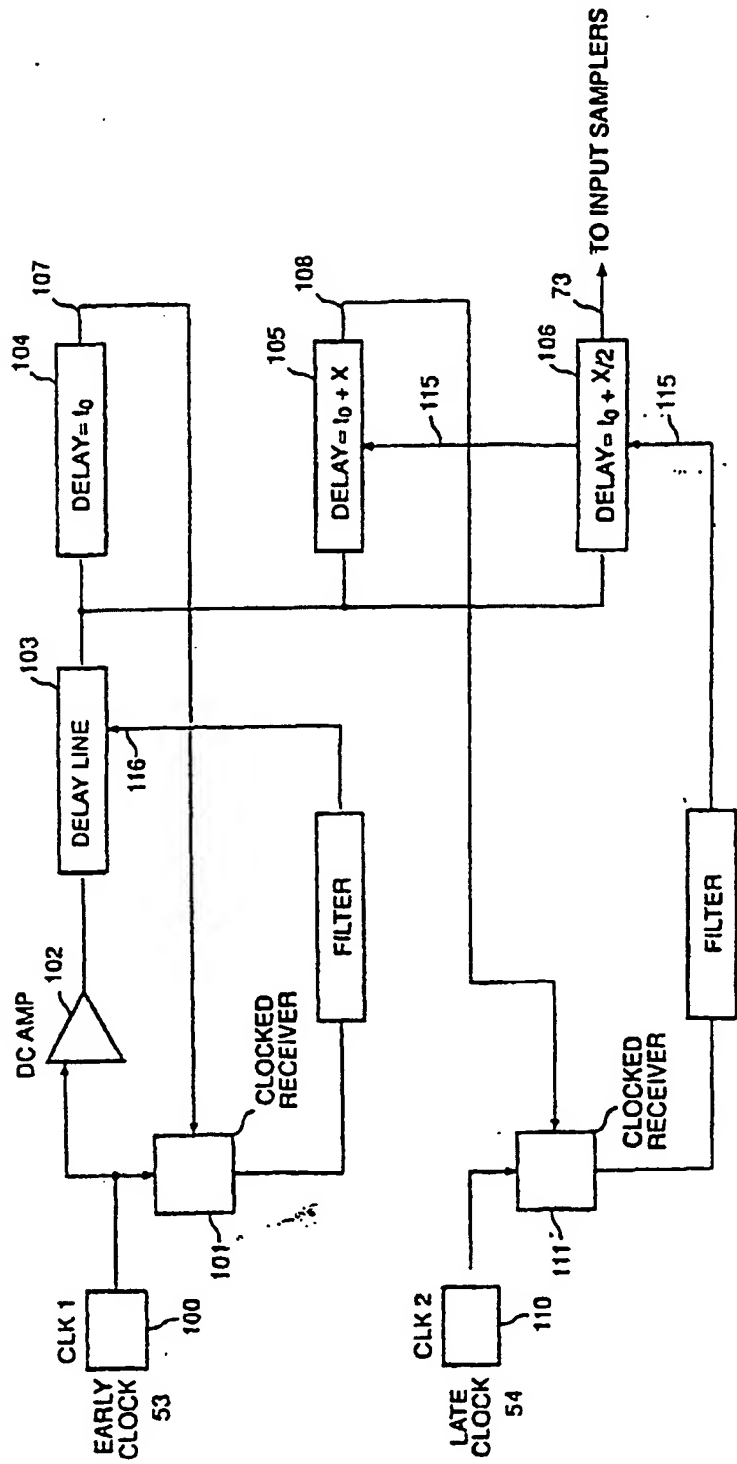 EARLY
CLOCK
53
CLK 1
100
DC AMP
102
101
CLOCKED
RECEIVER
DELAY LINE
103
116
FILTER
DELAY= t0
104
107
DELAY= t0 + X
105
108
115
DELAY= t0 + X/2
106
73
TO INPUT SAMPLERS
115
LATE
CLOCK
54
CLK 2
110
111
CLOCKED
RECEIVER
FILTER